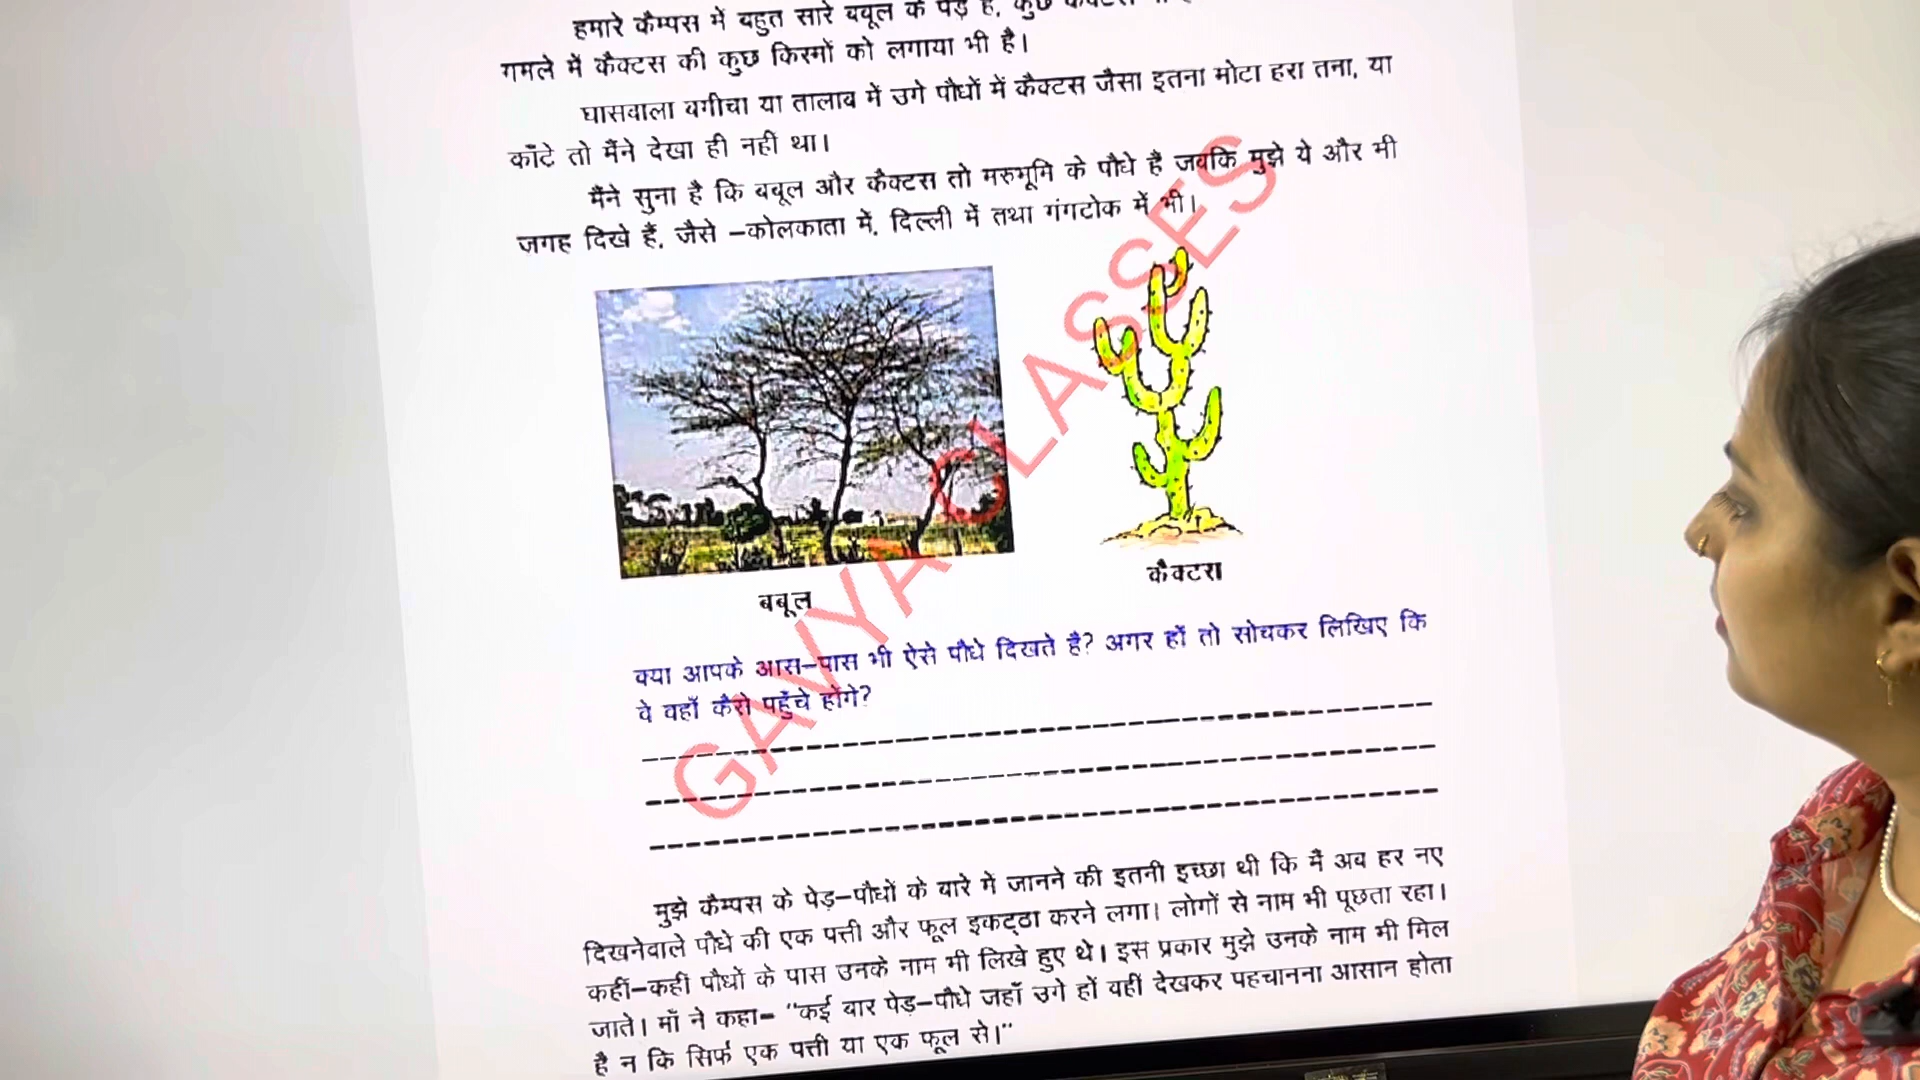 हमारे कैम्पस में बहुत सारे बबूल के पेड़ है, कुछ
गमले में कैक्टस की कुछ किस्मों को लगाया भी है।
घासवाला बगीचा या तालाब में उगे पौधों में कैक्टस जैसा इतना मोटा हरा तना, या
काँटे तो मैंने देखा ही नहीं था।
मैंने सुना है कि बबूल और कैक्टस तो मरुभूमि के पौधे हैं जबकि मुझे ये और भी
जगह दिखे हैं, जैसे –कोलकाता में, दिल्ली में तथा गंगटोक में भी।
बबूल
कैक्टस
GAVYA CLASSES
क्या आपके आस–पास भी ऐसे पौधे दिखते है? अगर हाँ तो सोचकर लिखिए कि
वे वहाँ कैसे पहुँचे होंगे?
मुझे कैम्पस के पेड़–पौधों के बारे में जानने की इतनी इच्छा थी कि मैं अब हर नए
दिखनेवाले पौधे की एक पत्ती और फूल इकट्ठा करने लगा। लोगों से नाम भी पूछता रहा।
कहीं–कहीं पौधों के पास उनके नाम भी लिखे हुए थे। इस प्रकार मुझे उनके नाम भी मिल
जाते। माँ ने कहा– "कई बार पेड़–पौधे जहाँ उगे हों वहीं देखकर पहचानना आसान होता
है न कि सिर्फ एक पत्ती या एक फूल से।"